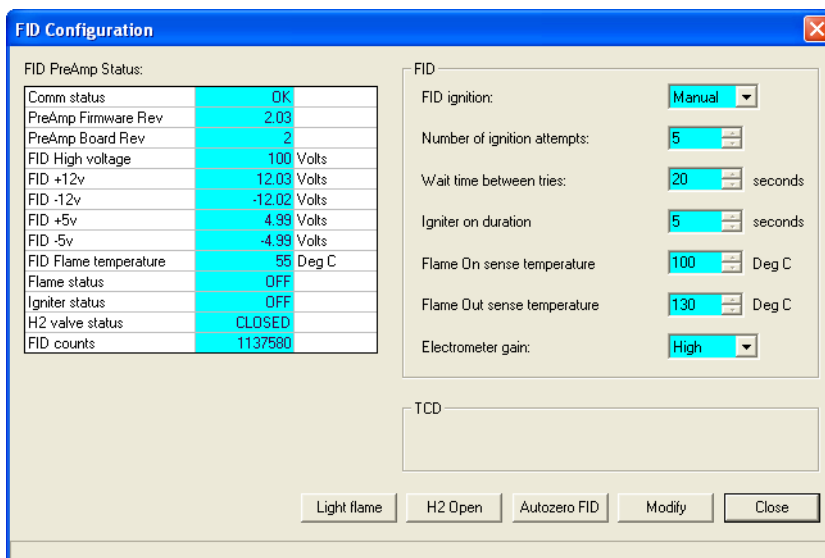 FID Configuration
FID PreAmp Status:
Comm status OK
PreAmp Firmware Rev 2.03
PreAmp Board Rev 2
FID High voltage 100 Volts
FID +12v 12.03 Volts
FID -12v -12.02 Volts
FID +5v 4.99 Volts
FID -5v -4.99 Volts
FID Flame temperature 55 Deg C
Flame status OFF
Igniter status OFF
H2 valve status CLOSED
FID counts 1137580
FID
FID ignition: Manual
Number of ignition attempts: 5
Wait time between tries: 20 seconds
Igniter on duration 5 seconds
Flame On sense temperature 100 Deg C
Flame Out sense temperature 130 Deg C
Electrometer gain: High
TCD
Light flame H2 Open Autozero FID Modify Close